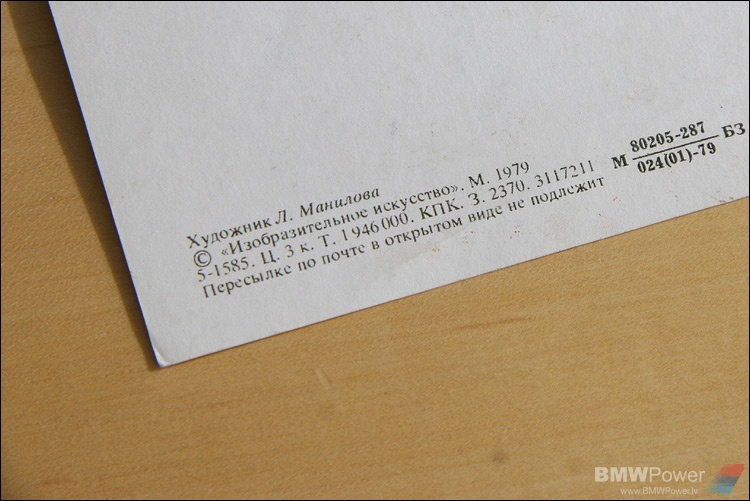 Художник Л. Манилова
© «Изобразительное искусство». М. 1979
5-1585. Ц. 3 к. Т. 1 946 000. КПК. З. 2370. 3117211
Пересылке по почте в открытом виде не подлежит
М 80205-287 БЗ
024(01)-79
BMWPower
www.BMWPower.lv